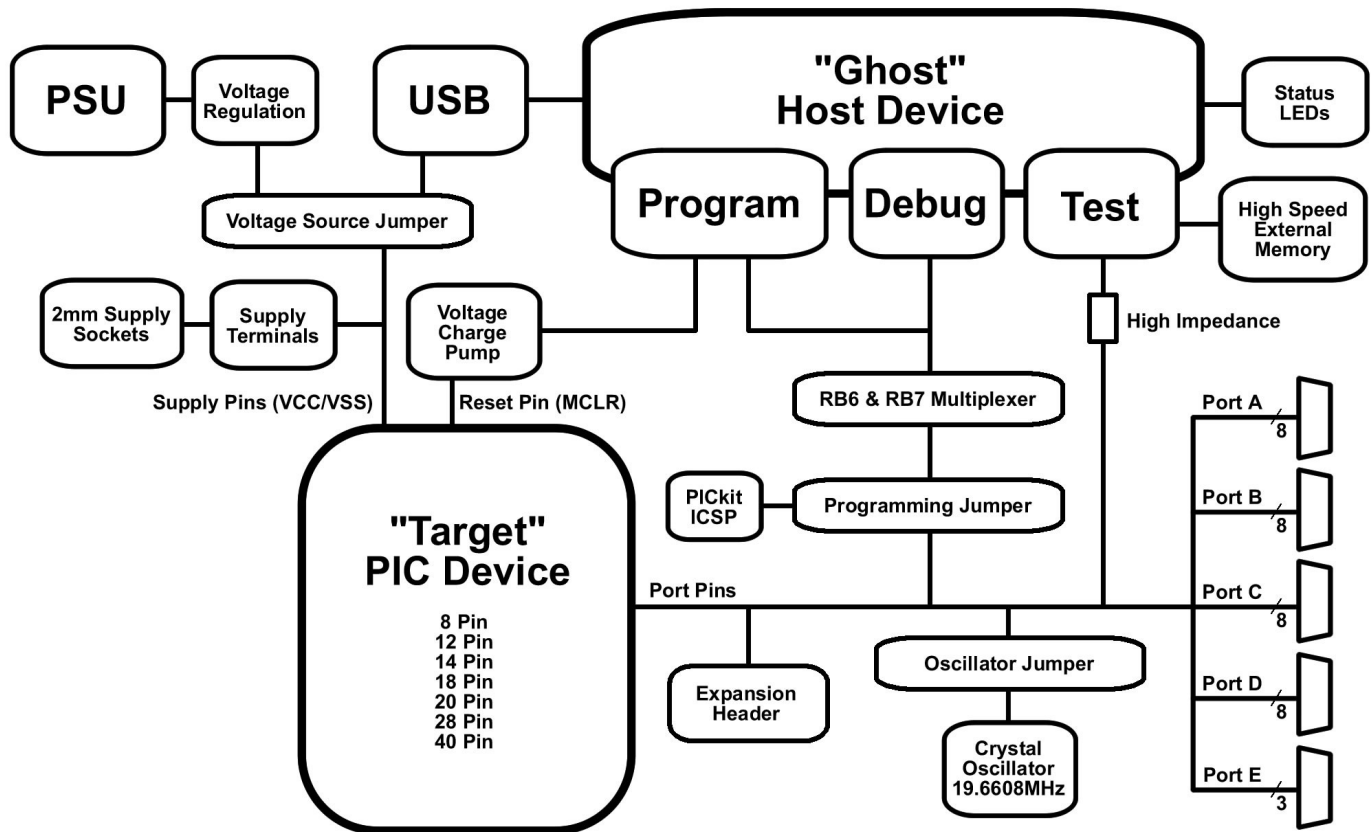 "Ghost"
Host Device
PSU
Voltage
Regulation
USB
Status
LEDs
Program
Debug
Test
Voltage Source Jumper
High Speed
External
Memory
2mm Supply
Sockets
Supply
Terminals
Voltage
Charge
Pump
High Impedance
Supply Pins (VCC/VSS)
Reset Pin (MCLR)
RB6 & RB7 Multiplexer
Port A
8
PICkit
ICSP
Programming Jumper
Port B
8
"Target"
PIC Device
8 Pin
12 Pin
14 Pin
18 Pin
20 Pin
28 Pin
40 Pin
Port Pins
Port C
8
Oscillator Jumper
Expansion
Header
Port D
8
Crystal
Oscillator
19.6608MHz
Port E
3